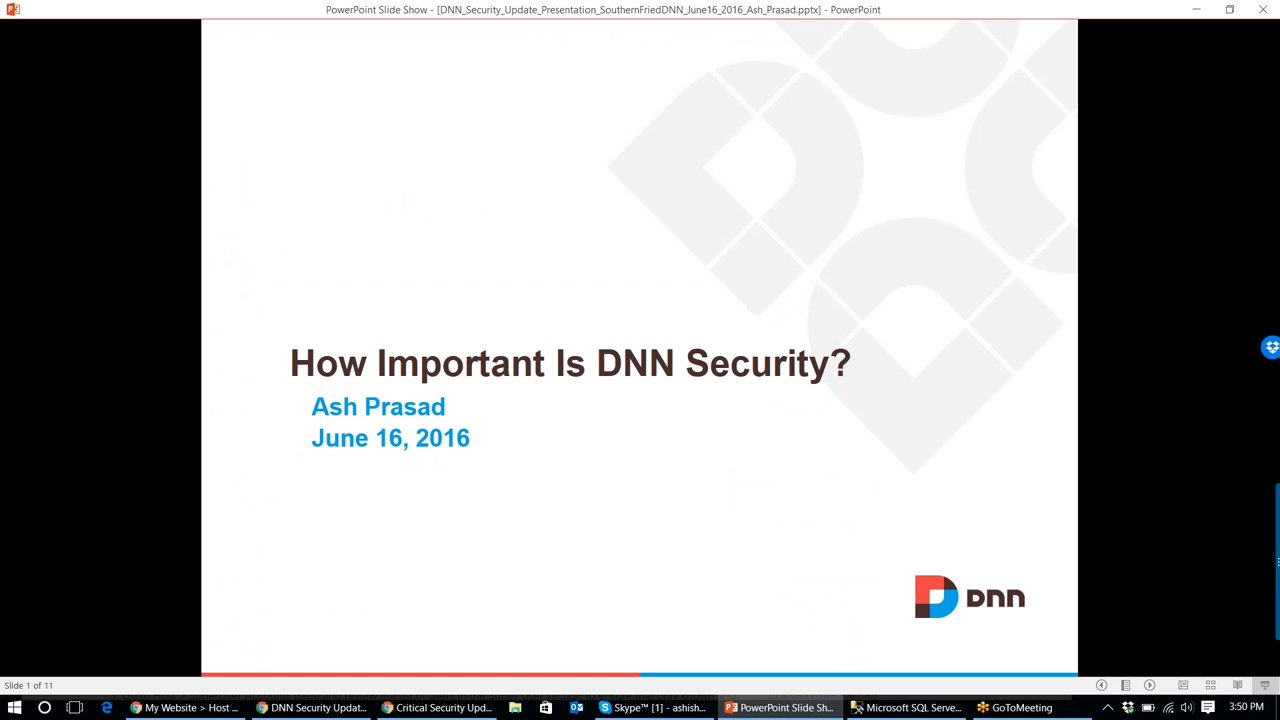 PowerPoint Slide Show - [DNN_Security_Update_Presentation_SouthernFriedDNN_June16_2016_Ash_Prasad.pptx] - PowerPoint
How Important Is DNN Security?
Ash Prasad
June 16, 2016
DNN
Slide 1 of 11
My Website > Host ...
DNN Security Updat...
Critical Security Upd...
Skype™ [1] - ashish...
PowerPoint Slide Sh...
Microsoft SQL Serve...
GoToMeeting
3:50 PM